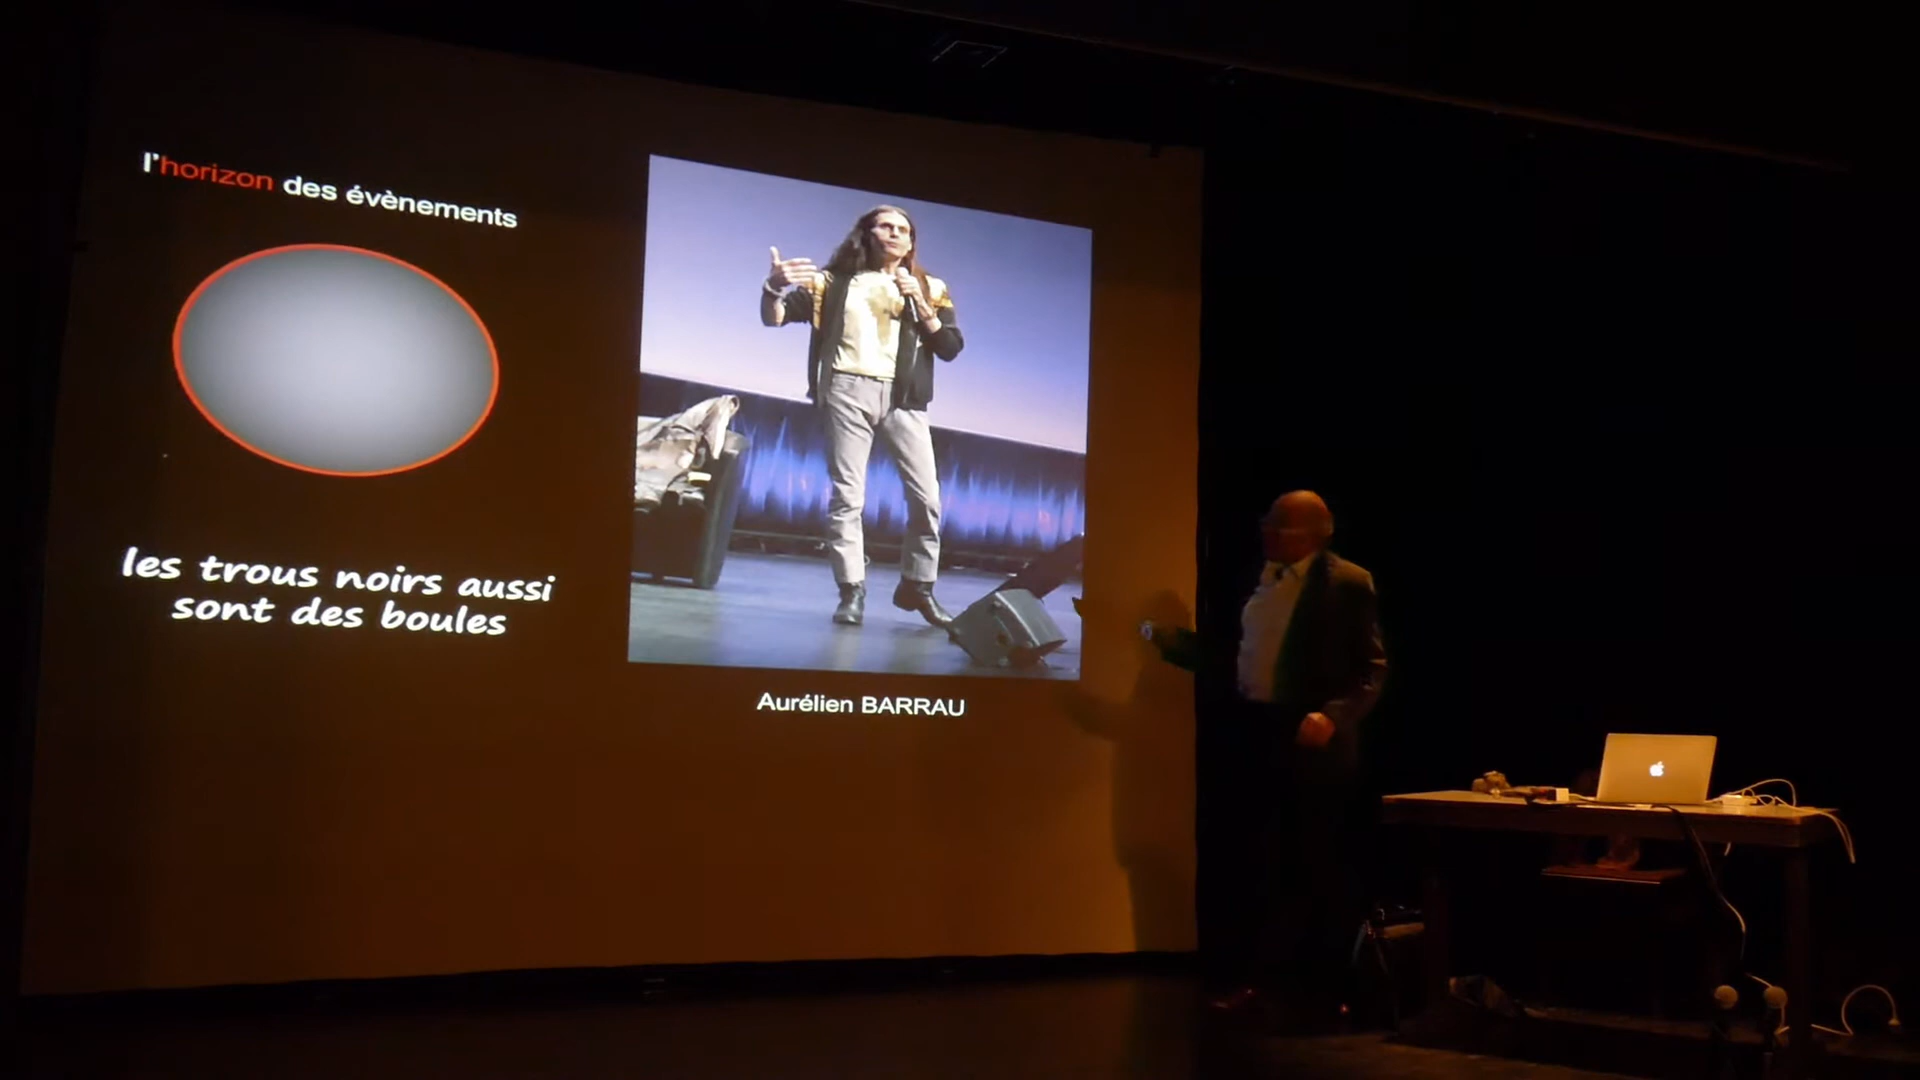 l'horizon des évènements
les trous noirs aussi
sont des boules
Aurélien BARRAU